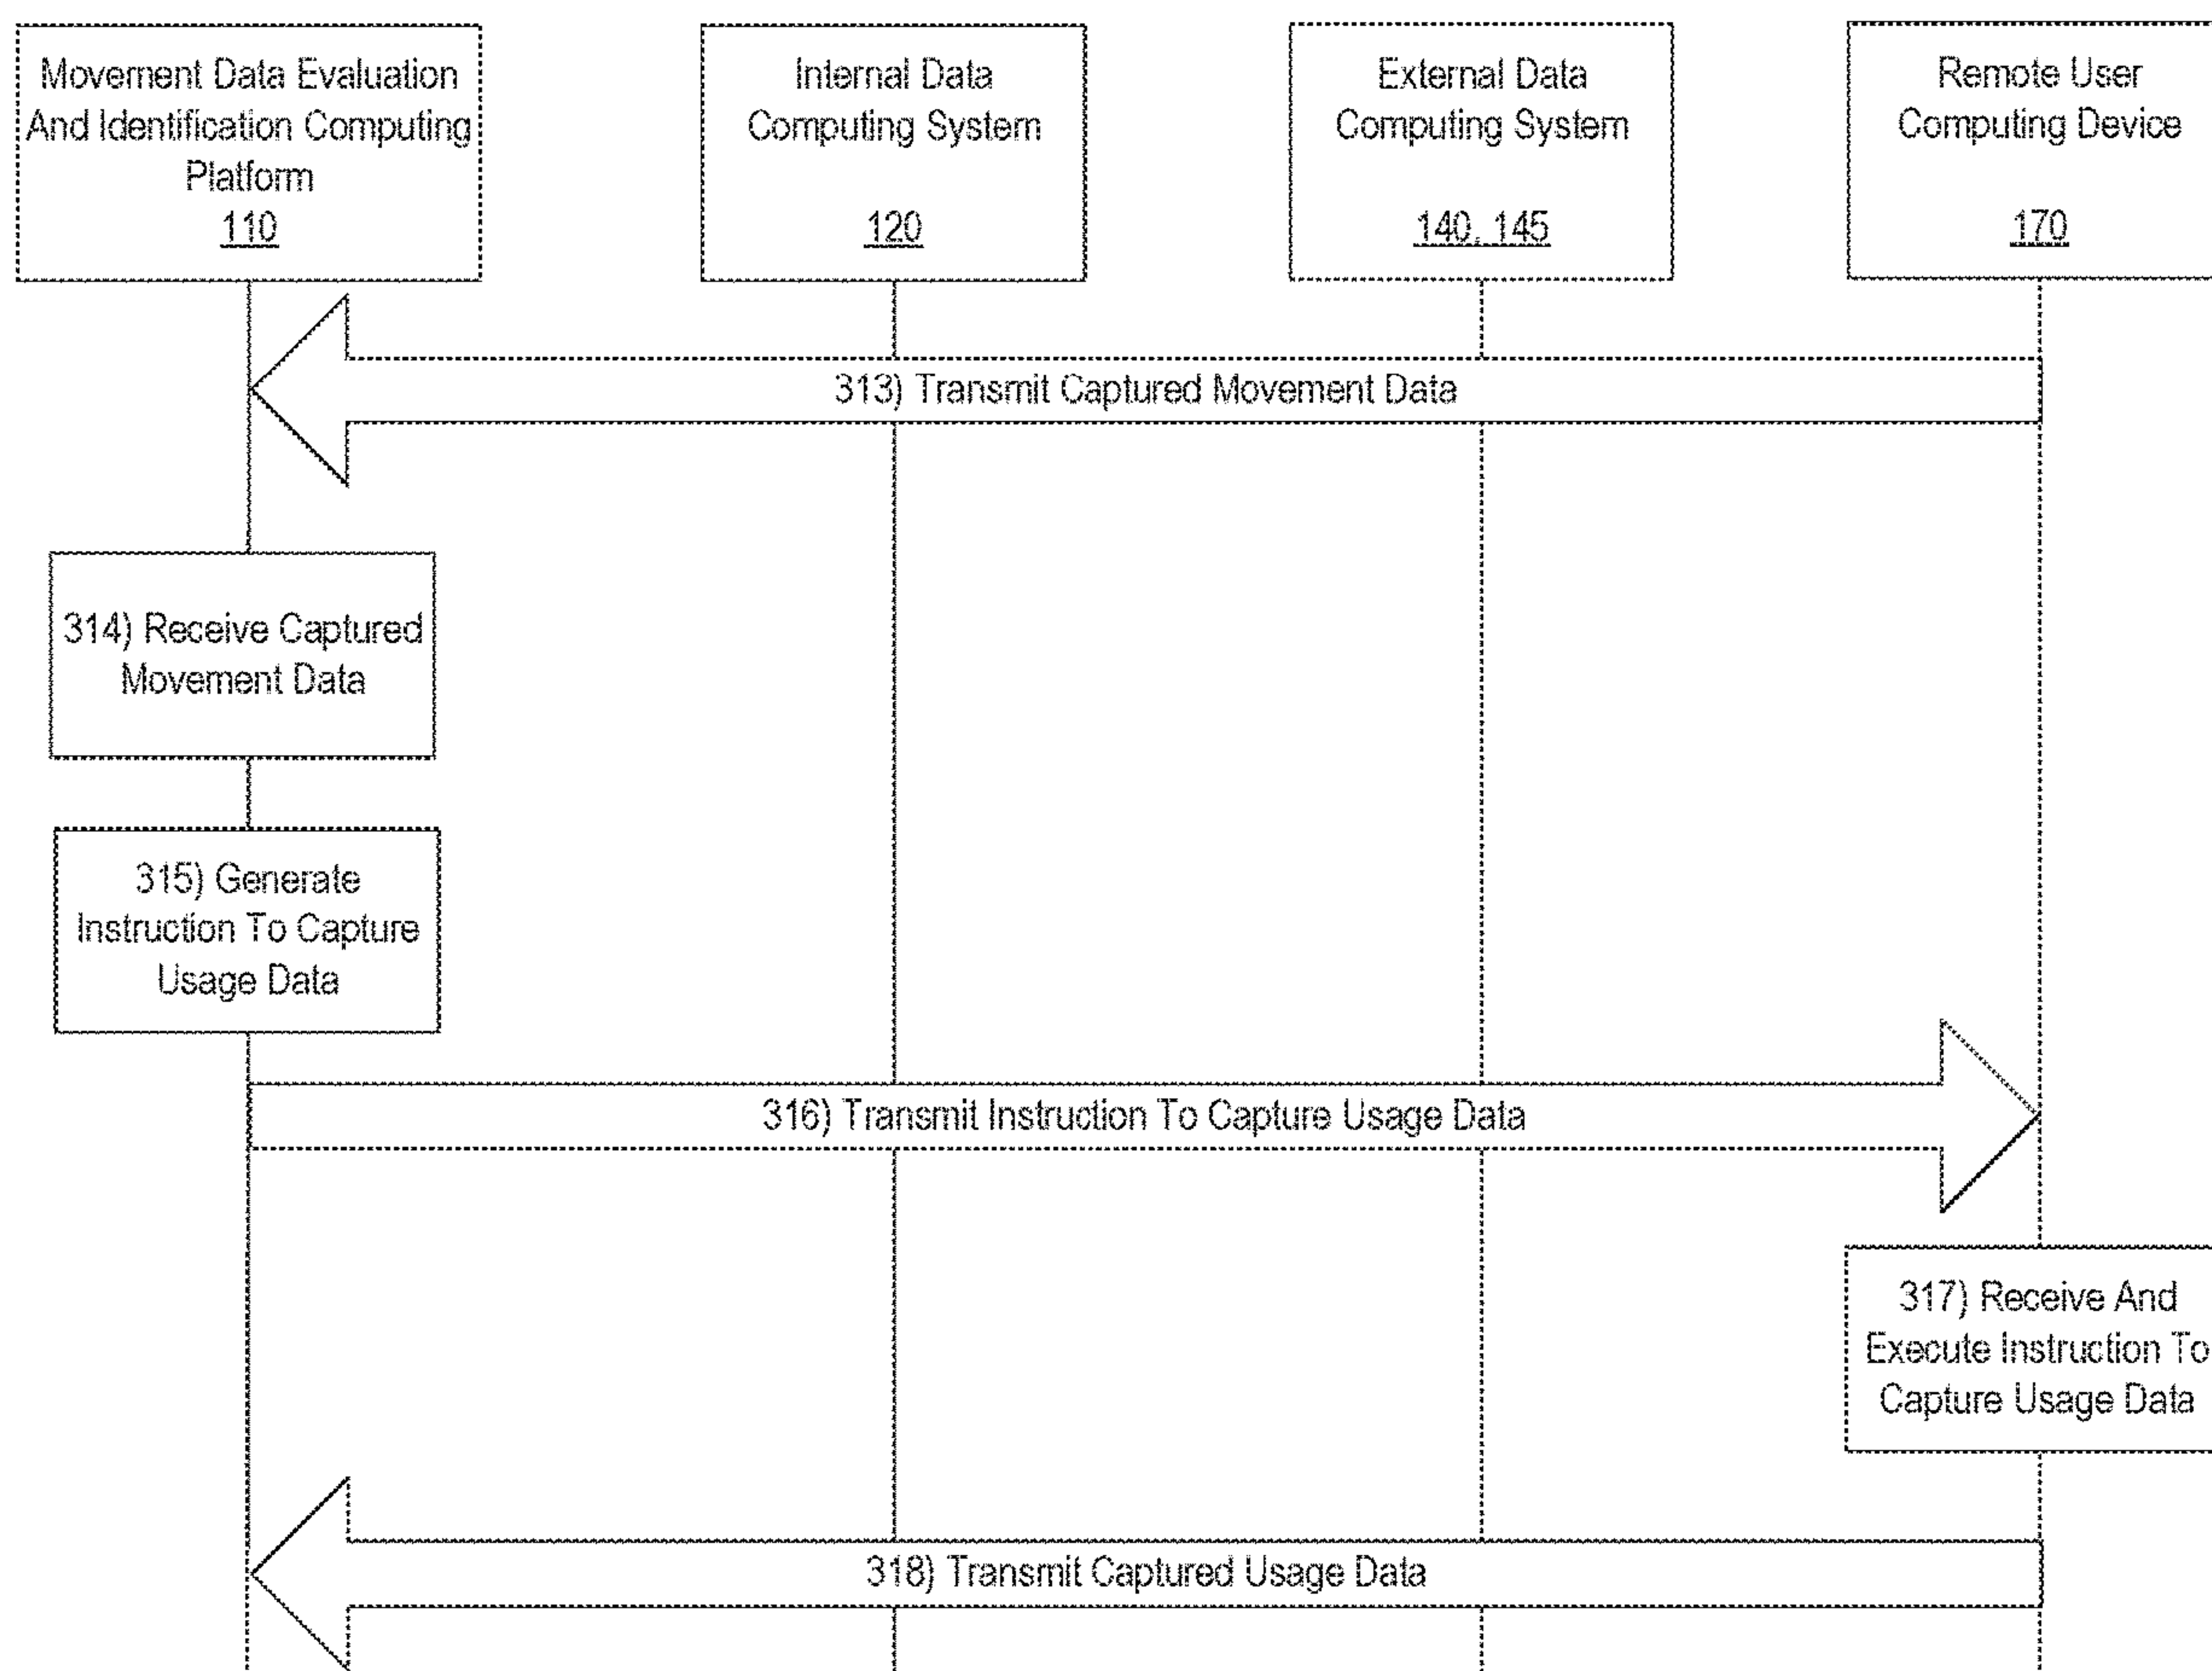 Movement Data Evaluation
And Identification Computing
Platform
110
Internal Data
Computing System
120
External Data
Computing System
140, 145
Remote User
Computing Device
170
313) Transmit Captured Movement Data
314) Receive Captured
Movement Data
315) Generate
Instruction To Capture
Usage Data
316) Transmit Instruction To Capture Usage Data
317) Receive And
Execute Instruction To
Capture Usage Data
318) Transmit Captured Usage Data